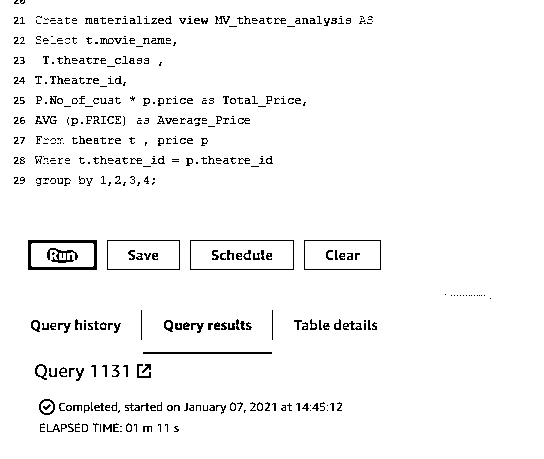 20
21 Create materialized view MV_theatre_analysis AS
22 Select t.movie_name,
23 T.theatre_class ,
24 T.Theatre_id,
25 P.No_of_cust * p.price as Total_Price,
26 AVG (p.PRICE) as Average_Price
27 From theatre t , price p
28 Where t.theatre_id = p.theatre_id
29 group by 1,2,3,4;
Run Save Schedule Clear
Query history Query results Table details
Query 1131
Completed, started on January 07, 2021 at 14:45:12
ELAPSED TIME: 01 m 11 s